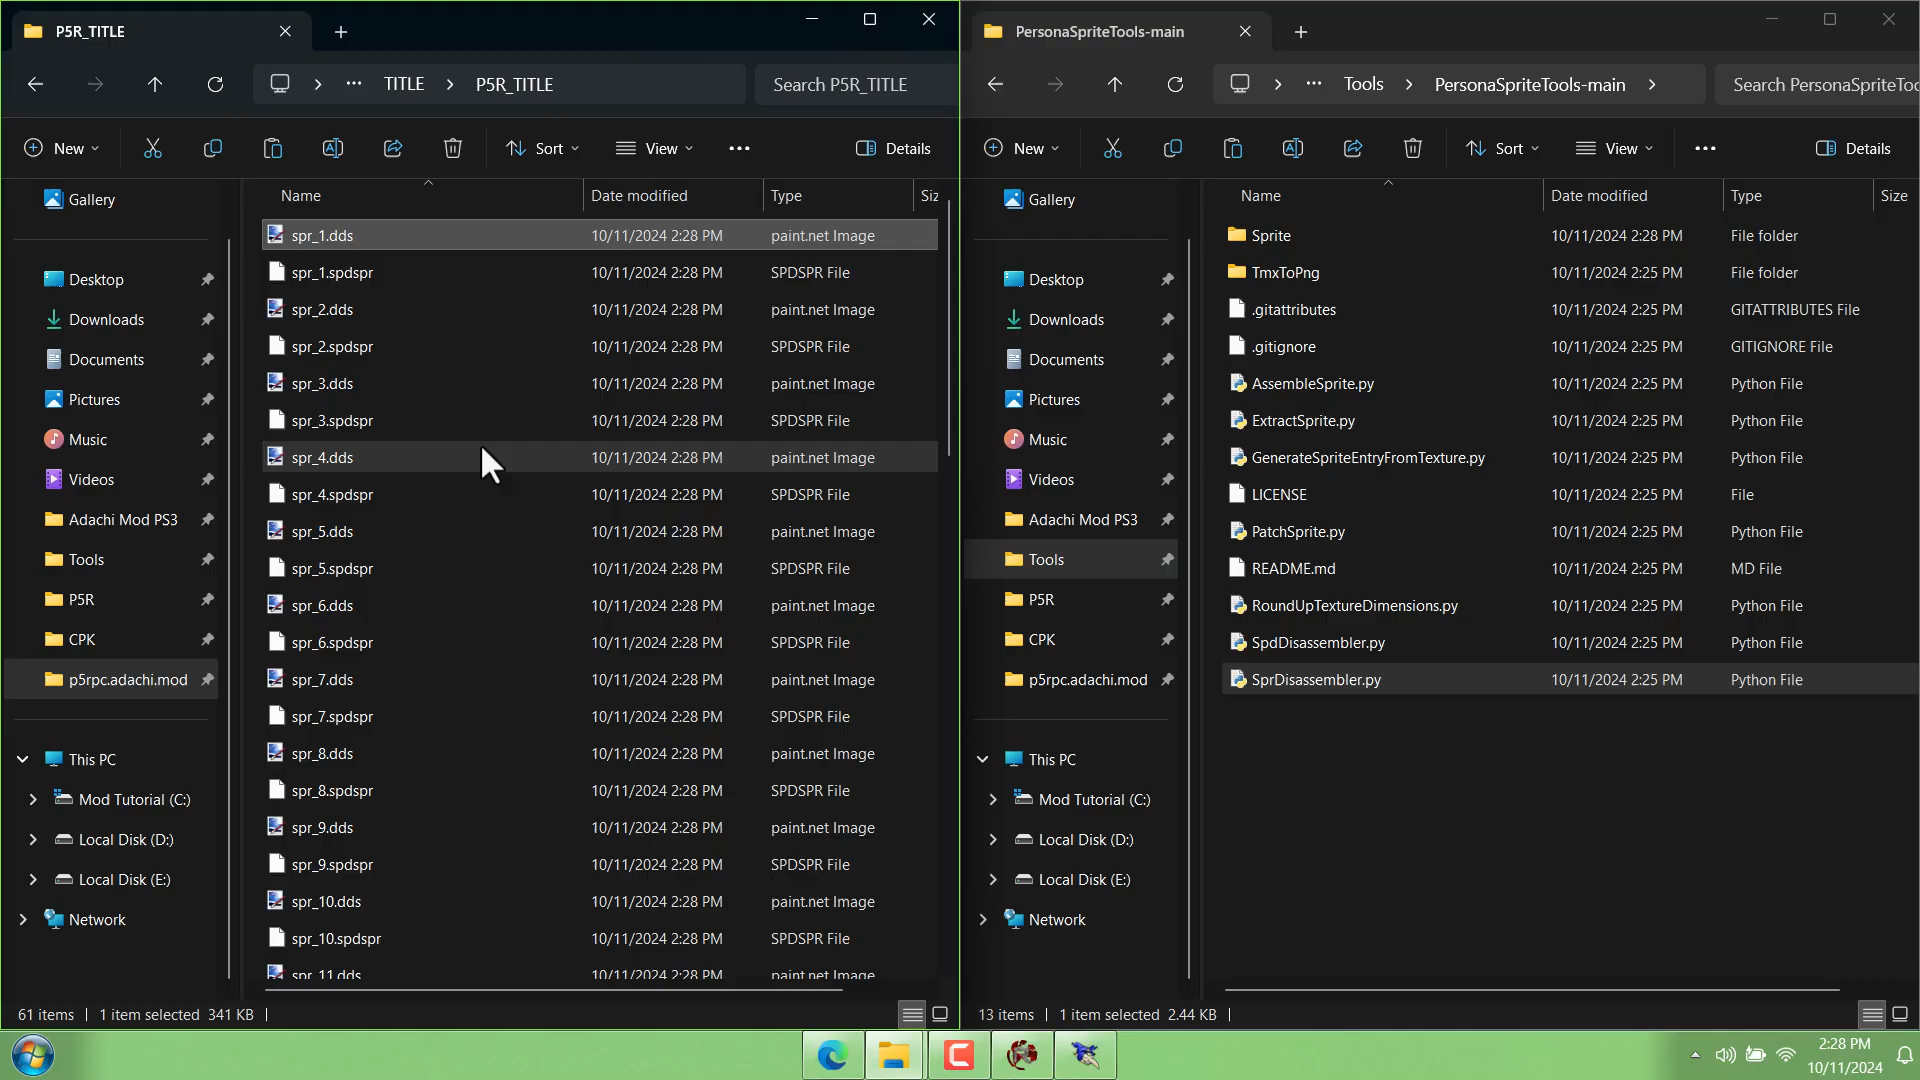 P5R_TITLE
TITLE
P5R_TITLE
Search P5R_TITLE
New
Sort
View
Details
Gallery
Desktop
Downloads
Documents
Pictures
Music
Videos
Adachi Mod PS3
Tools
P5R
CPK
p5rpc.adachi.mod
This PC
Mod Tutorial (C:)
Local Disk (D:)
Local Disk (E:)
Network
Name Date modified Type Siz
spr_1.dds 10/11/2024 2:28 PM paint.net Image
spr_1.spdspr 10/11/2024 2:28 PM SPDSPR File
spr_2.dds 10/11/2024 2:28 PM paint.net Image
spr_2.spdspr 10/11/2024 2:28 PM SPDSPR File
spr_3.dds 10/11/2024 2:28 PM paint.net Image
spr_3.spdspr 10/11/2024 2:28 PM SPDSPR File
spr_4.dds 10/11/2024 2:28 PM paint.net Image
spr_4.spdspr 10/11/2024 2:28 PM SPDSPR File
spr_5.dds 10/11/2024 2:28 PM paint.net Image
spr_5.spdspr 10/11/2024 2:28 PM SPDSPR File
spr_6.dds 10/11/2024 2:28 PM paint.net Image
spr_6.spdspr 10/11/2024 2:28 PM SPDSPR File
spr_7.dds 10/11/2024 2:28 PM paint.net Image
spr_7.spdspr 10/11/2024 2:28 PM SPDSPR File
spr_8.dds 10/11/2024 2:28 PM paint.net Image
spr_8.spdspr 10/11/2024 2:28 PM SPDSPR File
spr_9.dds 10/11/2024 2:28 PM paint.net Image
spr_9.spdspr 10/11/2024 2:28 PM SPDSPR File
spr_10.dds 10/11/2024 2:28 PM paint.net Image
spr_10.spdspr 10/11/2024 2:28 PM SPDSPR File
spr_11.dds 10/11/2024 2:28 PM paint.net Image
61 items 1 item selected 341 KB
PersonaSpriteTools-main
Tools
PersonaSpriteTools-main
Search PersonaSpriteToo
New
Sort
View
Details
Gallery
Desktop
Downloads
Documents
Pictures
Music
Videos
Adachi Mod PS3
Tools
P5R
CPK
p5rpc.adachi.mod
This PC
Mod Tutorial (C:)
Local Disk (D:)
Local Disk (E:)
Network
Name Date modified Type Size
Sprite 10/11/2024 2:28 PM File folder
TmxToPng 10/11/2024 2:25 PM File folder
.gitattributes 10/11/2024 2:25 PM GITATTRIBUTES File
.gitignore 10/11/2024 2:25 PM GITIGNORE File
AssembleSprite.py 10/11/2024 2:25 PM Python File
ExtractSprite.py 10/11/2024 2:25 PM Python File
GenerateSpriteEntryFromTexture.py 10/11/2024 2:25 PM Python File
LICENSE 10/11/2024 2:25 PM File
PatchSprite.py 10/11/2024 2:25 PM Python File
README.md 10/11/2024 2:25 PM MD File
RoundUpTextureDimensions.py 10/11/2024 2:25 PM Python File
SpdDisassembler.py 10/11/2024 2:25 PM Python File
SprDisassembler.py 10/11/2024 2:25 PM Python File
13 items 1 item selected 2.44 KB
2:28 PM
10/11/2024